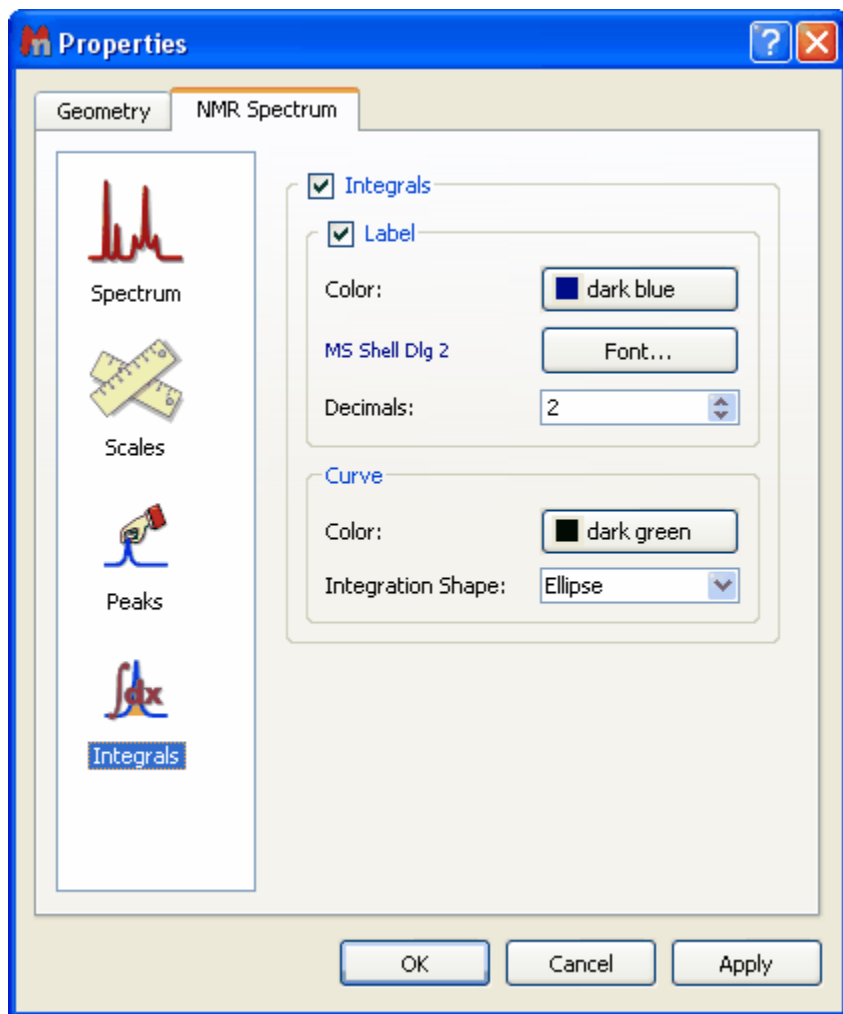 Properties
Geometry
NMR Spectrum
Spectrum
Scales
Peaks
∫dx
Integrals
Integrals
Label
Color:
dark blue
MS Shell Dlg 2
Font...
Decimals:
2
Curve
Color:
dark green
Integration Shape:
Ellipse
OK
Cancel
Apply